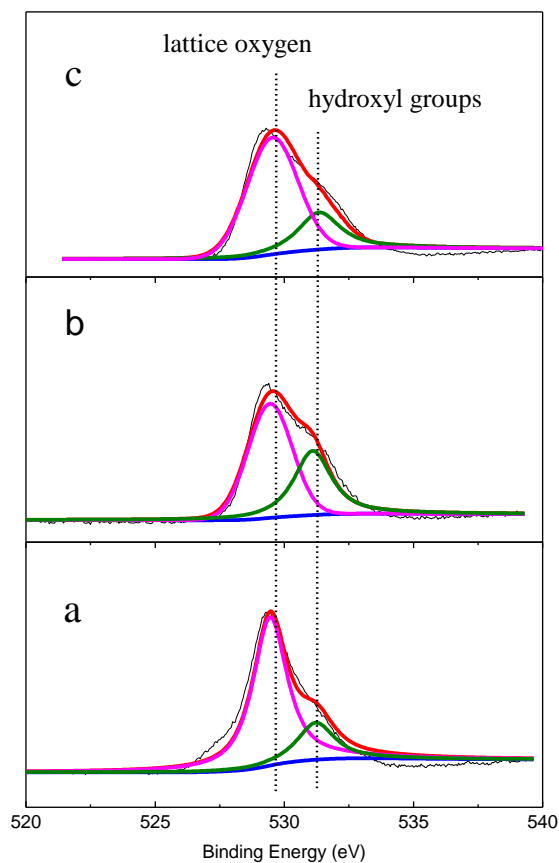 lattice oxygen
c
hydroxyl groups
b
a
520 525 530 535 540
Binding Energy (eV)